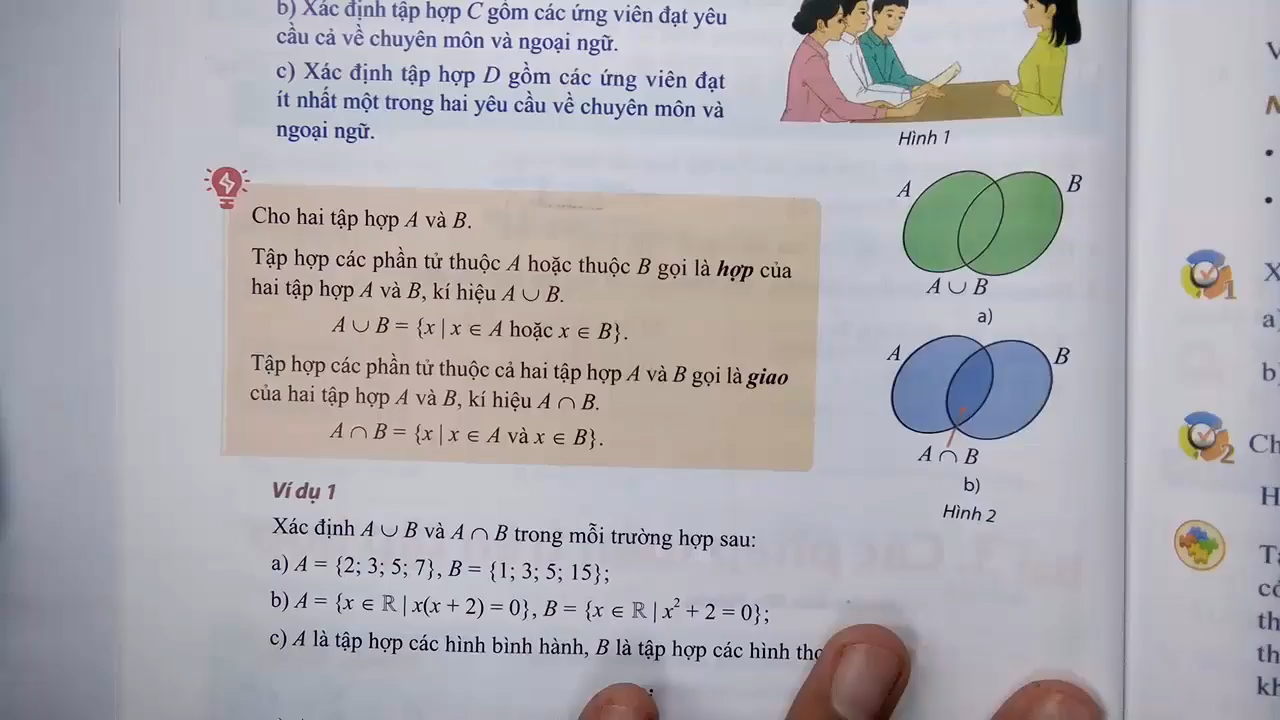 b) Xác định tập hợp C gồm các ứng viên đạt yêu
cầu cả về chuyên môn và ngoại ngữ.
c) Xác định tập hợp D gồm các ứng viên đạt
ít nhất một trong hai yêu cầu về chuyên môn và
ngoại ngữ.
Hình 1
Cho hai tập hợp A và B.
Tập hợp các phần tử thuộc A hoặc thuộc B gọi là hợp của
hai tập hợp A và B, kí hiệu A ∪ B.
A ∪ B = {x | x ∈ A hoặc x ∈ B}.
Tập hợp các phần tử thuộc cả hai tập hợp A và B gọi là giao
của hai tập hợp A và B, kí hiệu A ∩ B.
A ∩ B = {x | x ∈ A và x ∈ B}.
A B
A ∪ B
a)
A B
A ∩ B
b)
Hình 2
Ví dụ 1
Xác định A ∪ B và A ∩ B trong mỗi trường hợp sau:
a) A = {2; 3; 5; 7}, B = {1; 3; 5; 15};
b) A = {x ∈ ℝ | x(x + 2) = 0}, B = {x ∈ ℝ | x² + 2 = 0};
c) A là tập hợp các hình bình hành, B là tập hợp các hình
1
X
a)
b
2
Ch
H